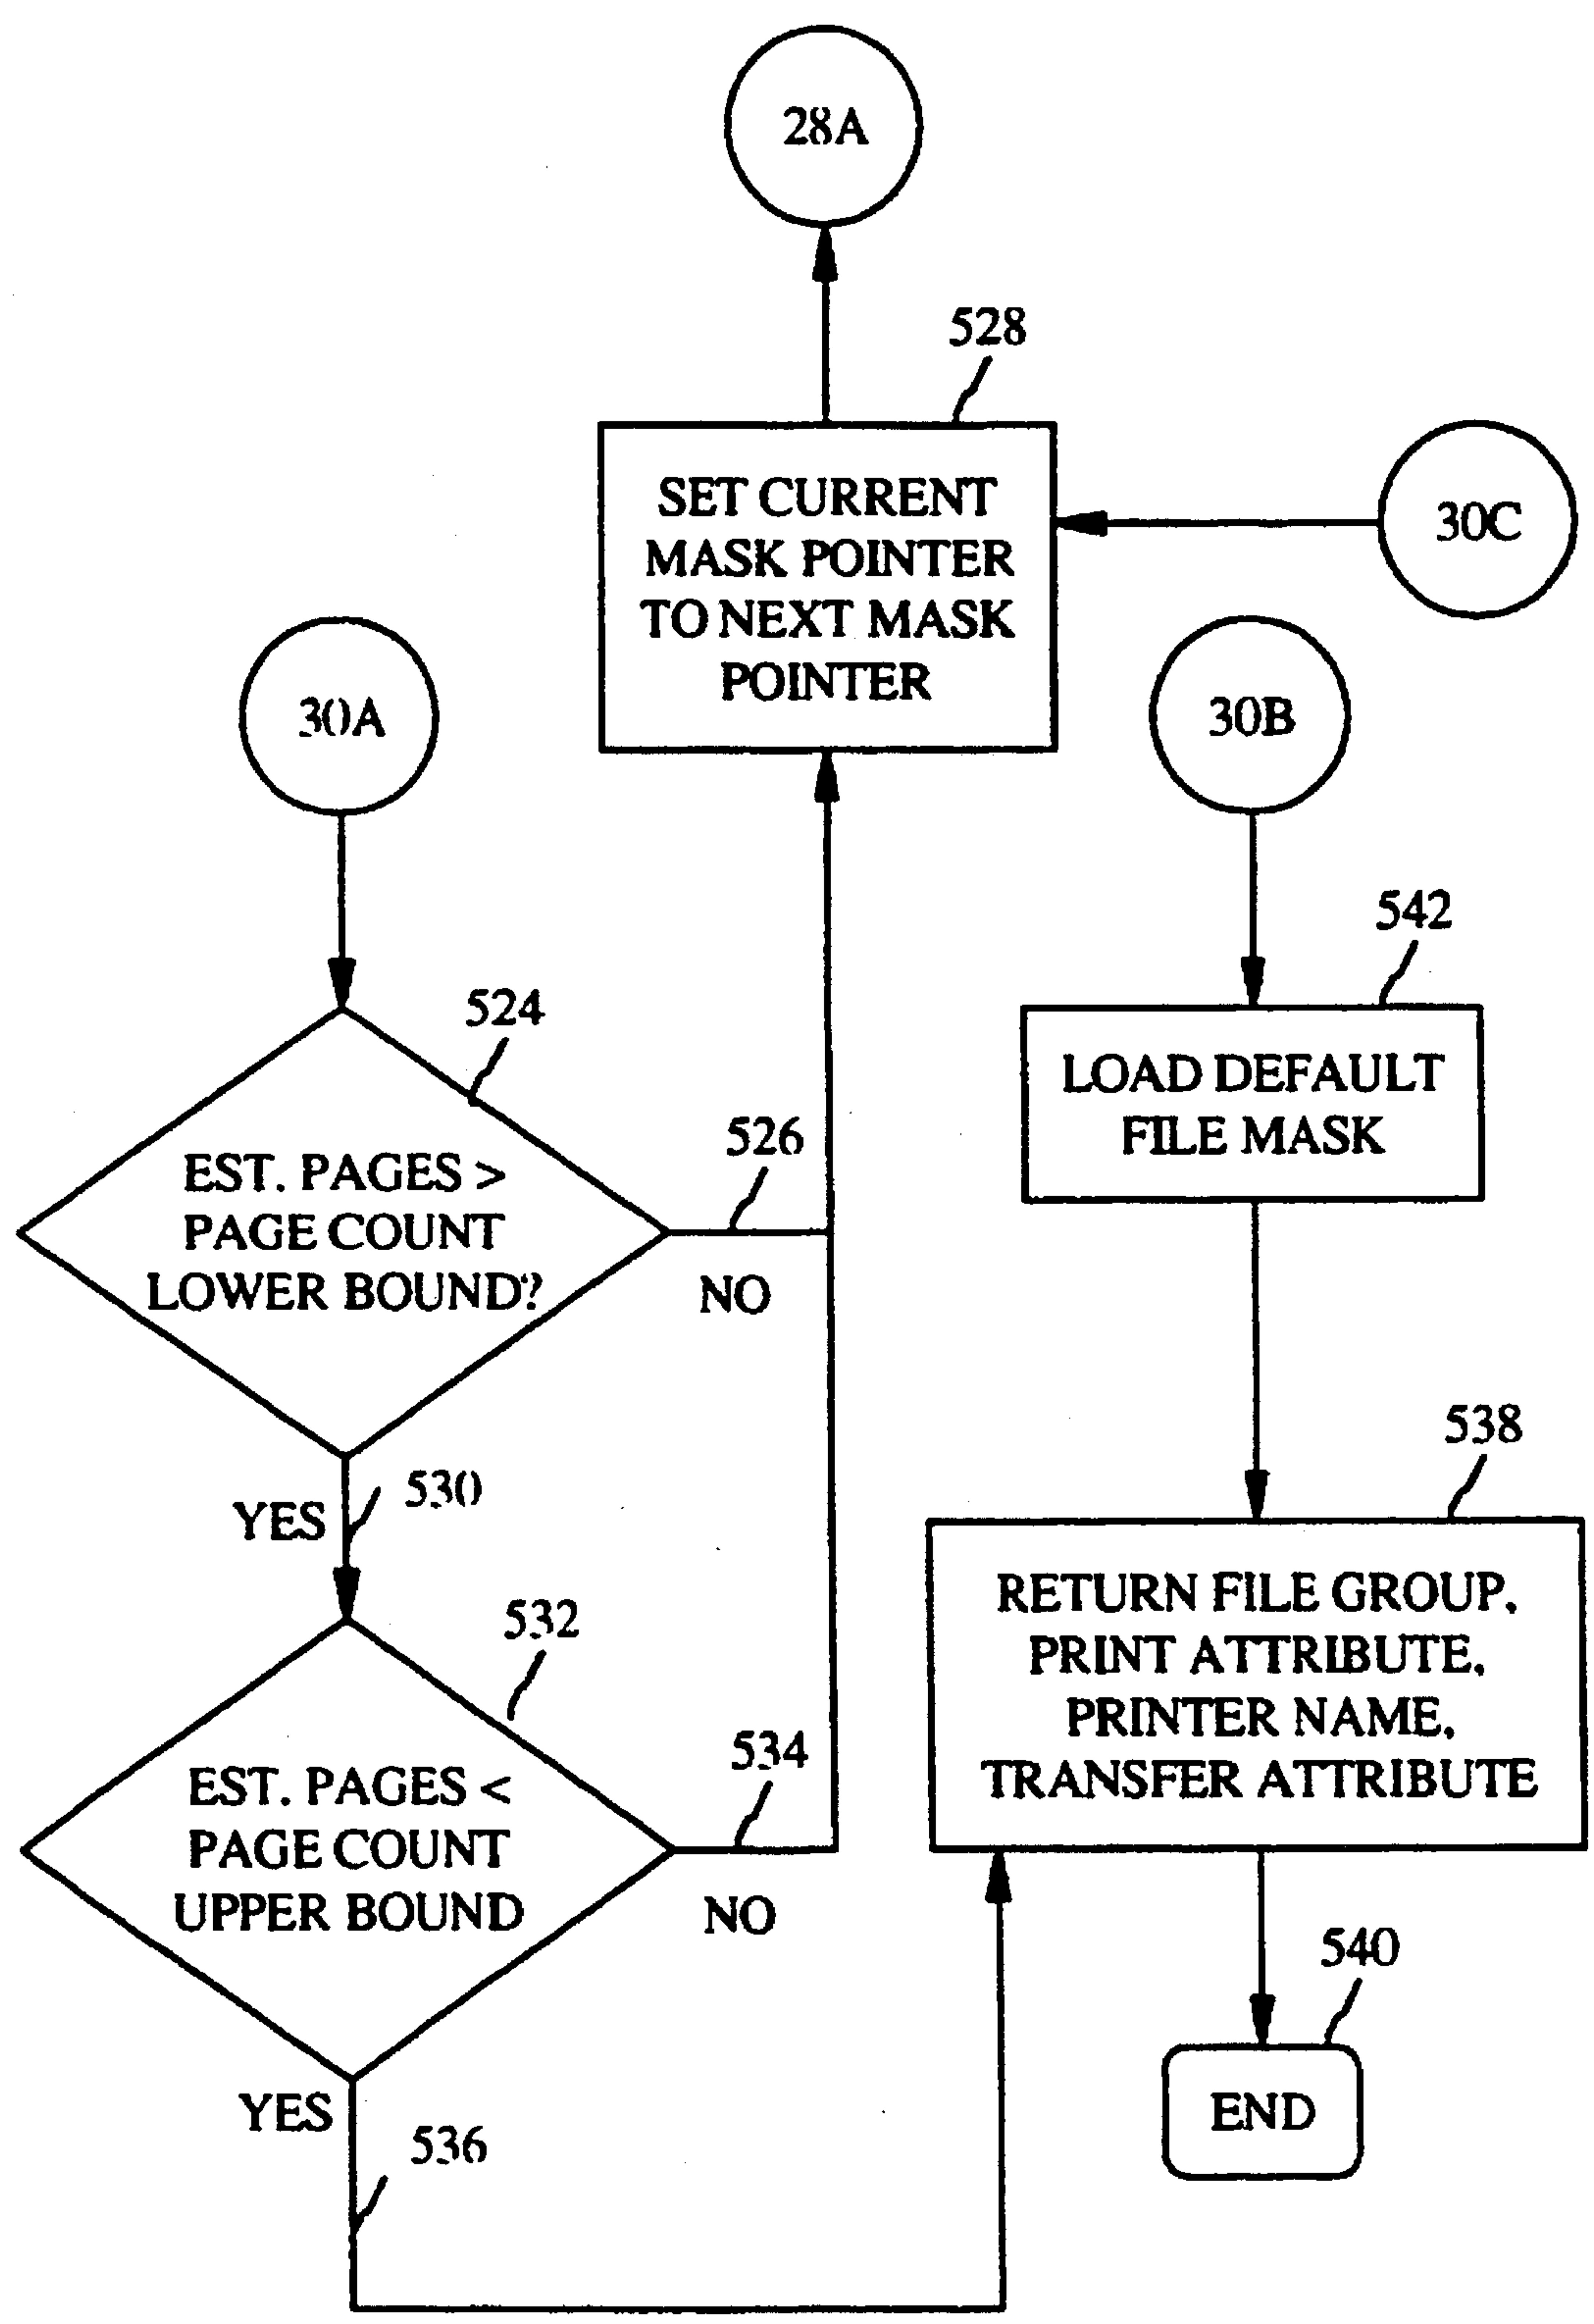 28A
528
SET CURRENT
MASK POINTER
TO NEXT MASK
POINTER
30C
30A
30B
542
LOAD DEFAULT
FILE MASK
524
EST. PAGES >
PAGE COUNT
LOWER BOUND?
526
NO
YES
530
538
RETURN FILE GROUP,
PRINT ATTRIBUTE,
PRINTER NAME,
TRANSFER ATTRIBUTE
532
EST. PAGES <
PAGE COUNT
UPPER BOUND
534
NO
YES
536
540
END